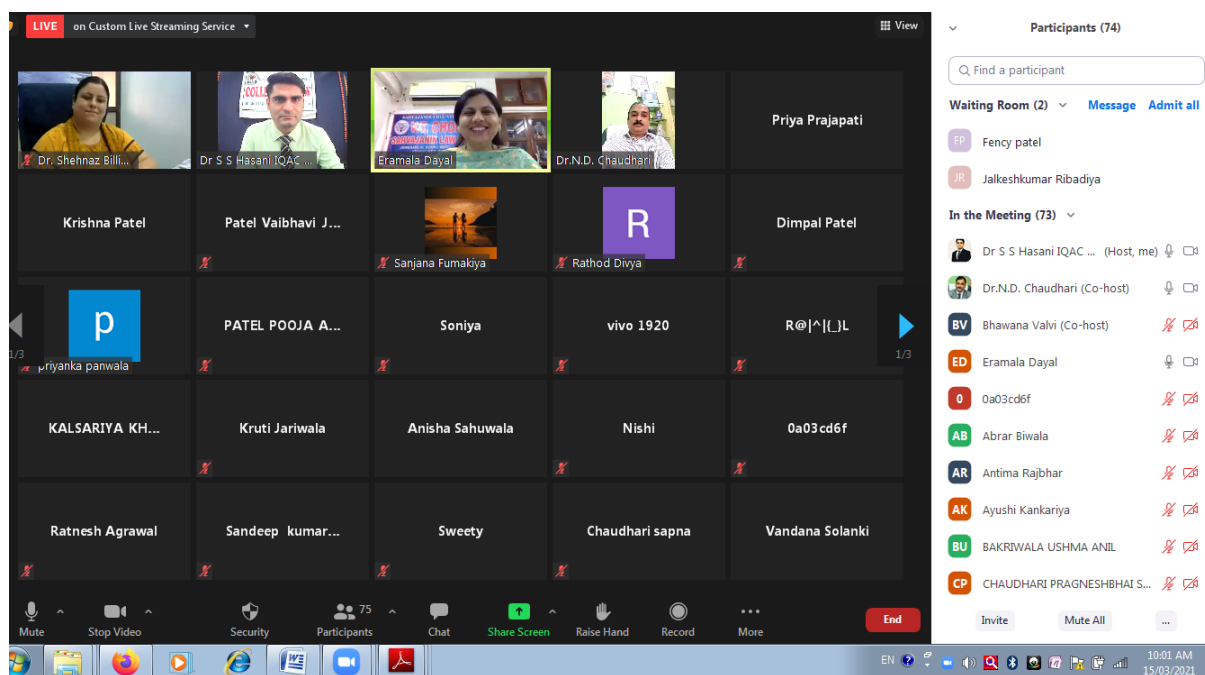 LIVE on Custom Live Streaming Service
View
Dr. Shehnaz Billi...
Dr S S Hasani IQAC ...
Eramala Dayal
Dr.N.D. Chaudhari
Priya Prajapati
Krishna Patel
Patel Vaibhavi J...
Sanjana Fumakiya
R
Rathod Divya
Dimpal Patel
p
priyanka panwala
PATEL POOJA A...
Soniya
vivo 1920
R@|^|{_}L
1/3
1/3
KALSARIYA KH...
Kruti Jariwala
Anisha Sahuwala
Nishi
0a03cd6f
Ratnesh Agrawal
Sandeep kumar...
Sweety
Chaudhari sapna
Vandana Solanki
Mute
Stop Video
Security
75
Participants
Chat
Share Screen
Raise Hand
Record
More
End
Participants (74)
Find a participant
Waiting Room (2) Message Admit all
FP Fency patel
JR Jalkeshkumar Ribadiya
In the Meeting (73)
Dr S S Hasani IQAC ... (Host, me)
Dr.N.D. Chaudhari (Co-host)
BV Bhawana Valvi (Co-host)
ED Eramala Dayal
0 0a03cd6f
AB Abrar Biwala
AR Antima Rajbhar
AK Ayushi Kankariya
BU BAKRIWALA USHMA ANIL
CP CHAUDHARI PRAGNESHBHAI S...
Invite Mute All ...
EN
10:01 AM
15/03/2021